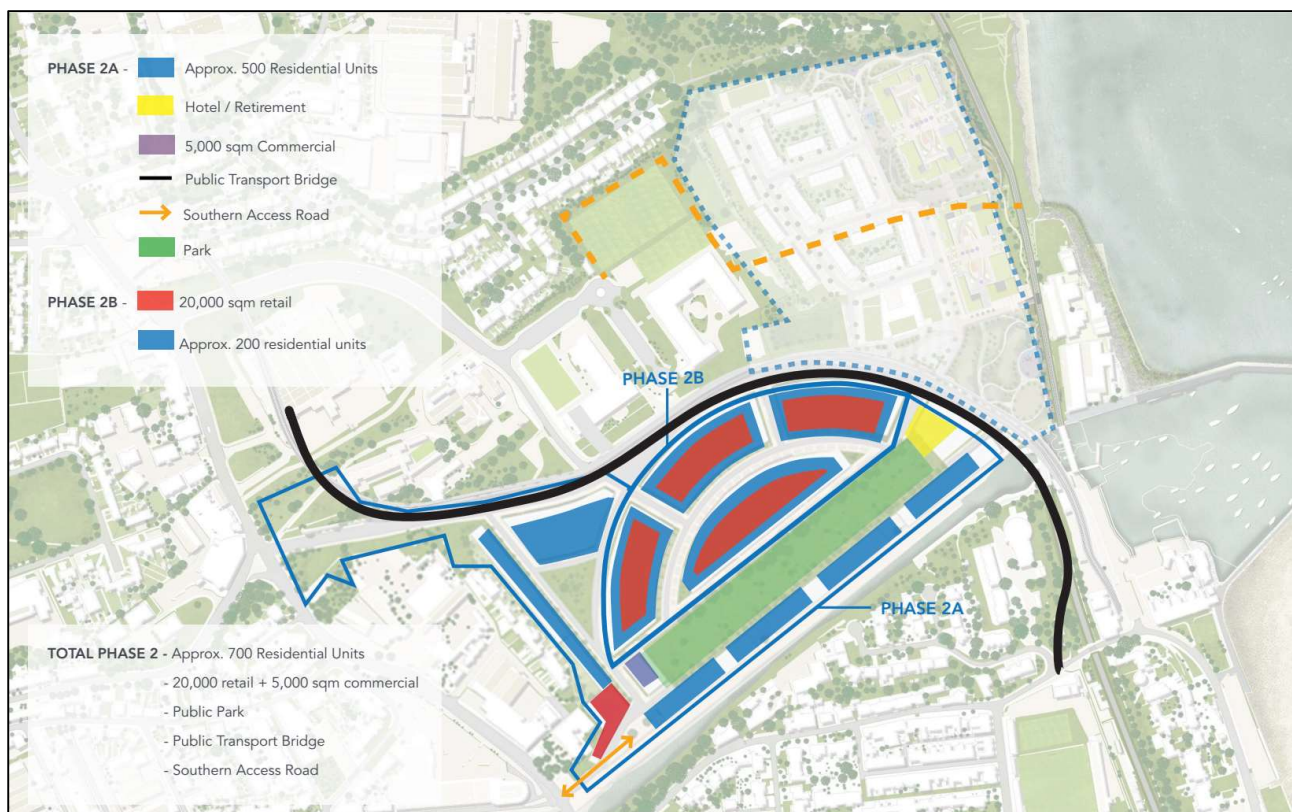 PHASE 2A - Approx. 500 Residential Units
Hotel / Retirement
5,000 sqm Commercial
Public Transport Bridge
Southern Access Road
Park
PHASE 2B - 20,000 sqm retail
Approx. 200 residential units
PHASE 2B
PHASE 2A
TOTAL PHASE 2 - Approx. 700 Residential Units
- 20,000 retail + 5,000 sqm commercial
- Public Park
- Public Transport Bridge
- Southern Access Road